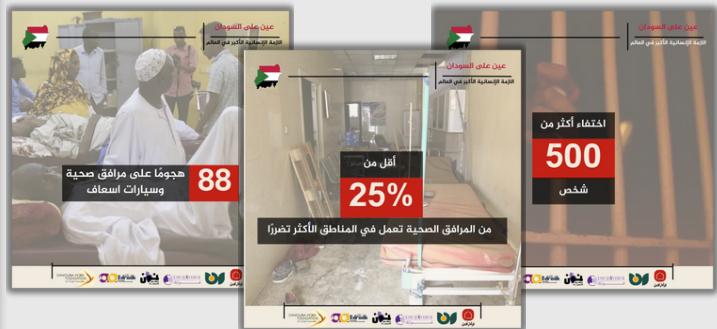 عين على السودان
الأزمة الإنسانية الأكبر في العالم
88
هجومًا على مرافق صحية
وسيارات اسعاف
عين على السودان
الأزمة الإنسانية الأكبر في العالم
أقل من
25%
من المرافق الصحية تعمل في المناطق الأكثر تضررًا
عين على السودان
الأزمة الإنسانية الأكبر في العالم
اختفاء أكثر من
500
شخص